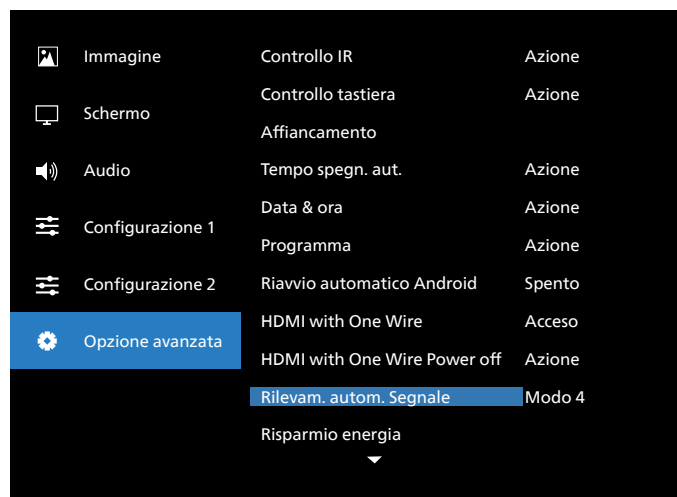 Immagine
Schermo
Audio
Configurazione 1
Configurazione 2
Opzione avanzata
Controllo IR Azione
Controllo tastiera Azione
Affiancamento
Tempo spegn. aut. Azione
Data & ora Azione
Programma Azione
Riavvio automatico Android Spento
HDMI with One Wire Acceso
HDMI with One Wire Power off Azione
Rilevam. autom. Segnale Modo 4
Risparmio energia